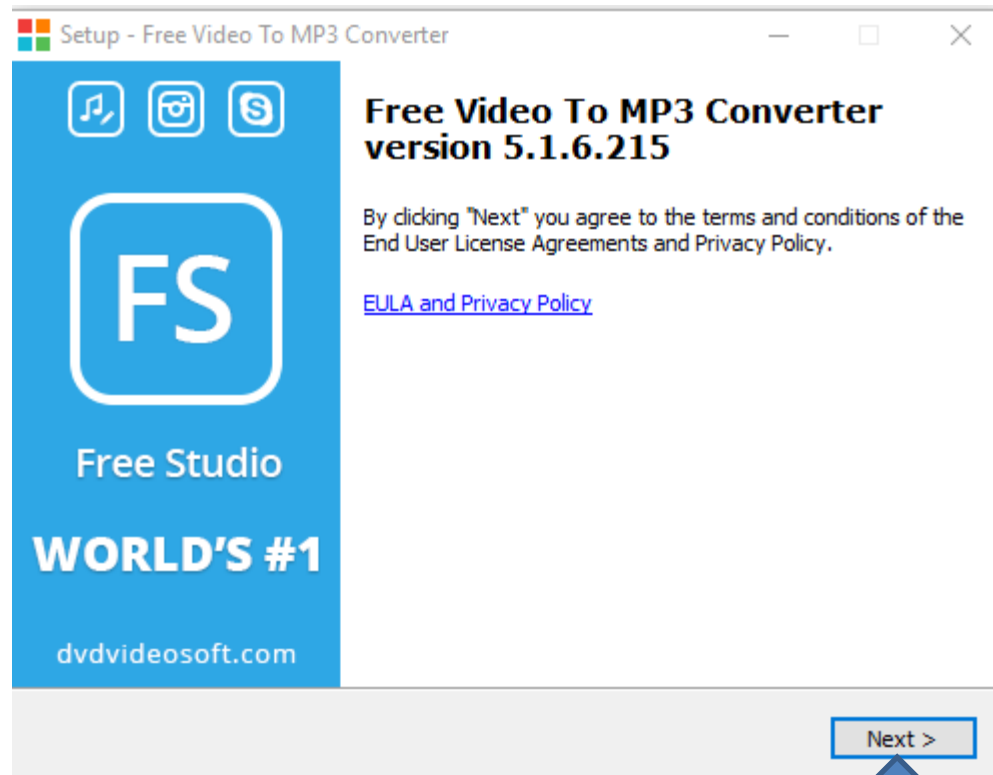 Setup - Free Video To MP3 Converter
FS
Free Studio
WORLD'S #1
dvdvideosoft.com
Free Video To MP3 Converter
version 5.1.6.215
By clicking "Next" you agree to the terms and conditions of the
End User License Agreements and Privacy Policy.
EULA and Privacy Policy
Next >